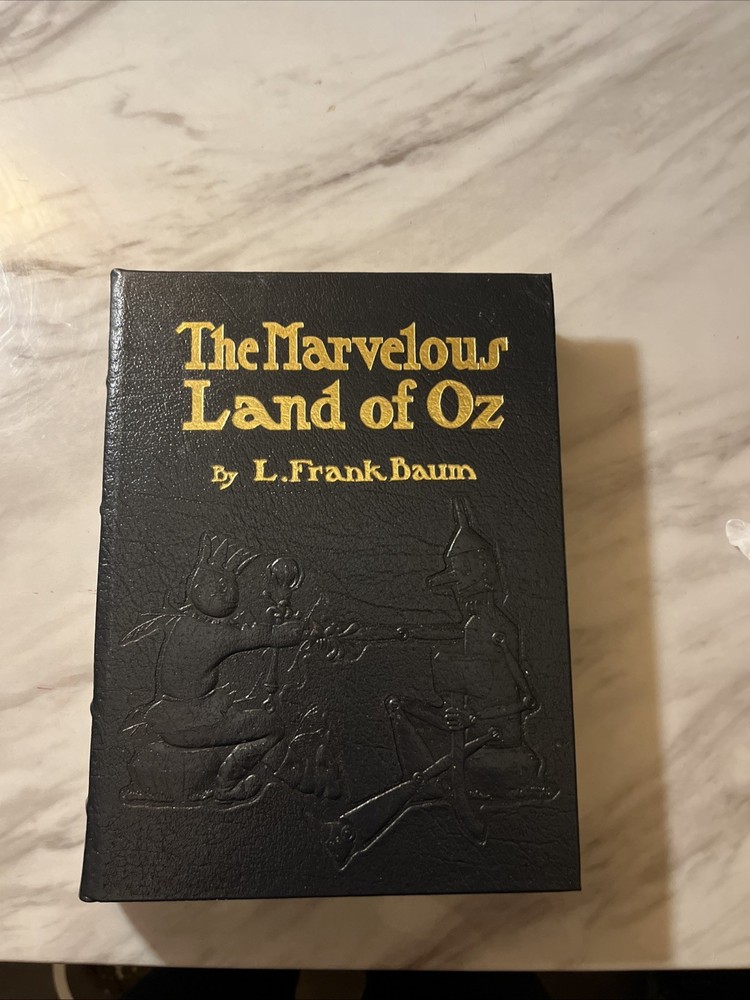 The Marvelous
Land of Oz
By L. Frank Baum